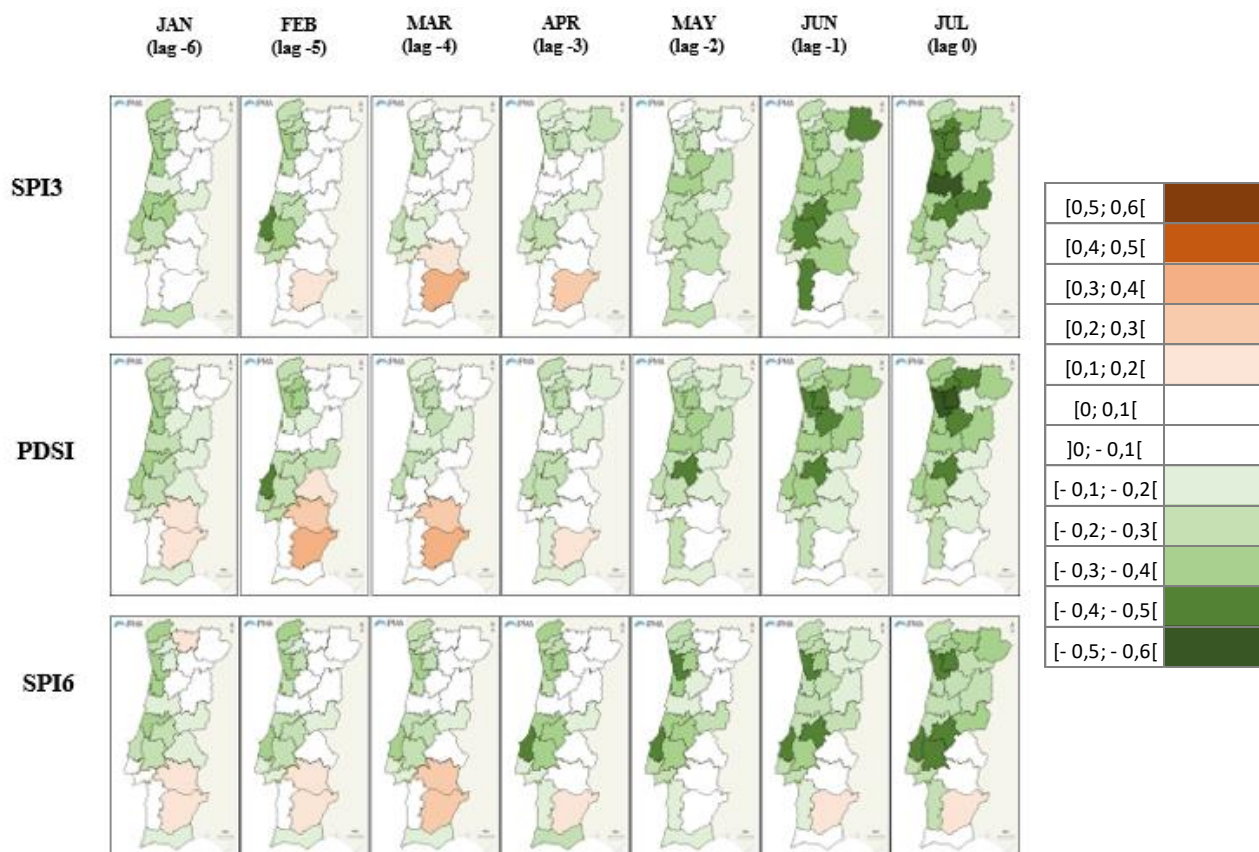 JAN FEB MAR APR MAY JUN JUL
(lag -6) (lag -5) (lag -4) (lag -3) (lag -2) (lag -1) (lag 0)
SPI3
PDSI
SPI6
[0,5; 0,6[
[0,4; 0,5[
[0,3; 0,4[
[0,2; 0,3[
[0,1; 0,2[
[0; 0,1[
]0; - 0,1[
[- 0,1; - 0,2[
[- 0,2; - 0,3[
[- 0,3; - 0,4[
[- 0,4; - 0,5[
[- 0,5; - 0,6[